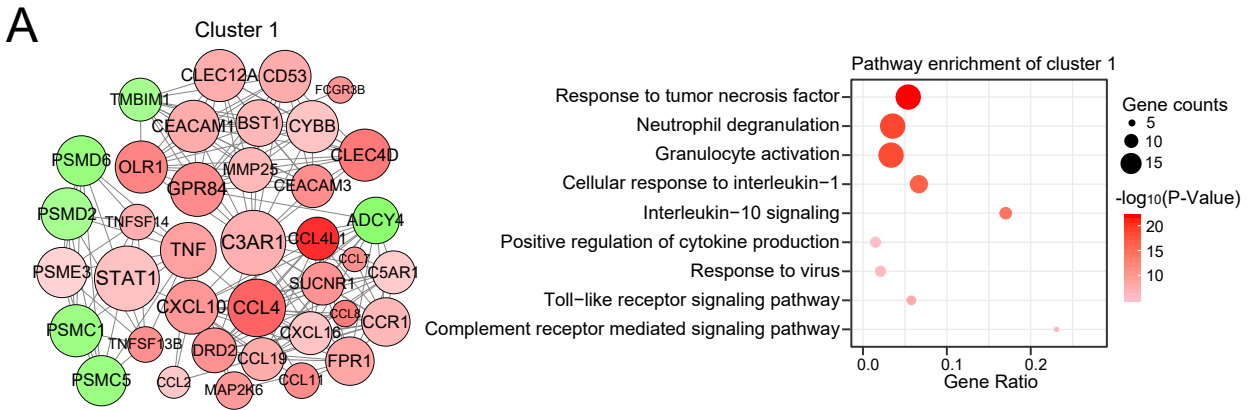 A
Cluster 1
CLEC12A
CD53
FCGR3B
TMBIM1
CEACAM1
BST1
CYBB
PSMD6
OLR1
MMP25
CLEC4D
GPR84
CEACAM3
PSMD2
TNFSF14
ADCY4
TNF
C3AR1
CCL4L1
CCL7
PSME3
STAT1
SUCNR1
C5AR1
CXCL10
CCL4
CCL8
PSMC1
CXCL16
CCR1
TNFSF13B
DRD2
CCL19
FPR1
PSMC5
CCL2
MAP2K6
CCL11
Pathway enrichment of cluster 1
Response to tumor necrosis factor
Neutrophil degranulation
Granulocyte activation
Cellular response to interleukin−1
Interleukin−10 signaling
Positive regulation of cytokine production
Response to virus
Toll−like receptor signaling pathway
Complement receptor mediated signaling pathway
0.0 0.1 0.2
Gene Ratio
Gene counts
5
10
15
-log₁₀(P-Value)
20
15
10